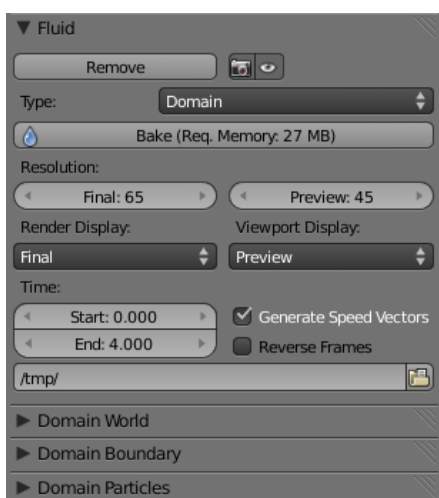 Fluid
Remove
Type: Domain
Bake (Req. Memory: 27 MB)
Resolution:
Final: 65 Preview: 45
Render Display: Viewport Display:
Final Preview
Time:
Start: 0.000 Generate Speed Vectors
End: 4.000 Reverse Frames
/tmp/
Domain World
Domain Boundary
Domain Particles